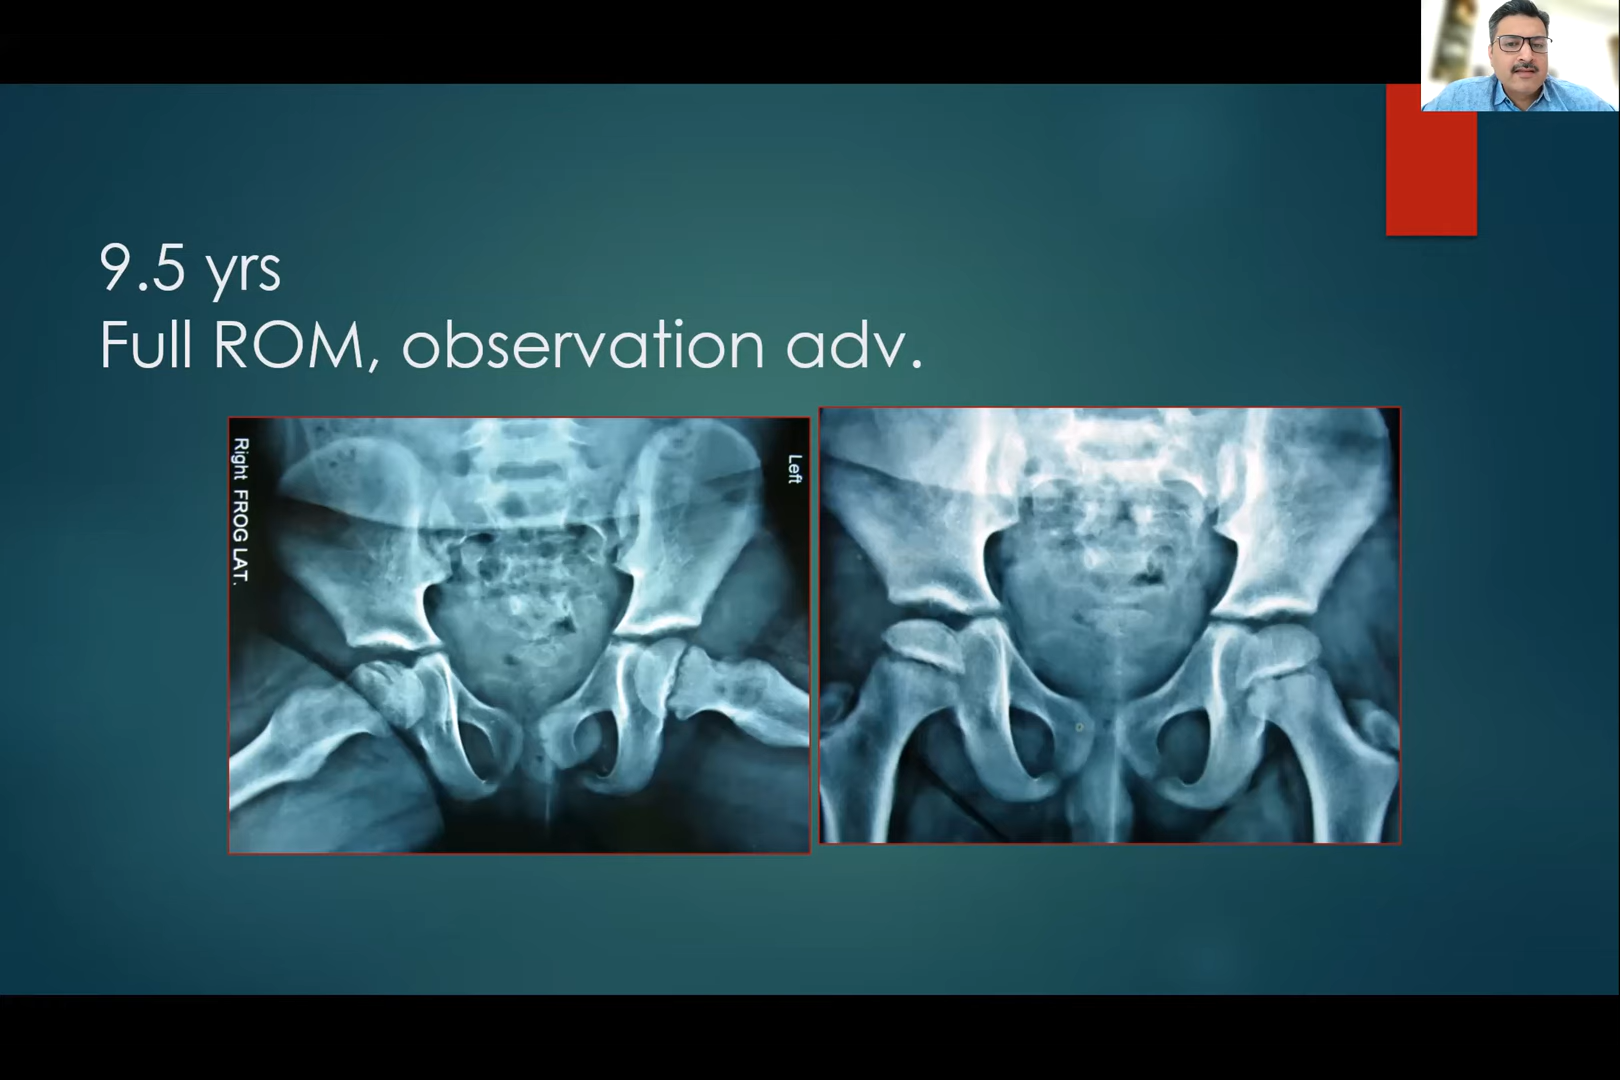 9.5 yrs
Full ROM, observation adv.
Right FROG LAT.
Left